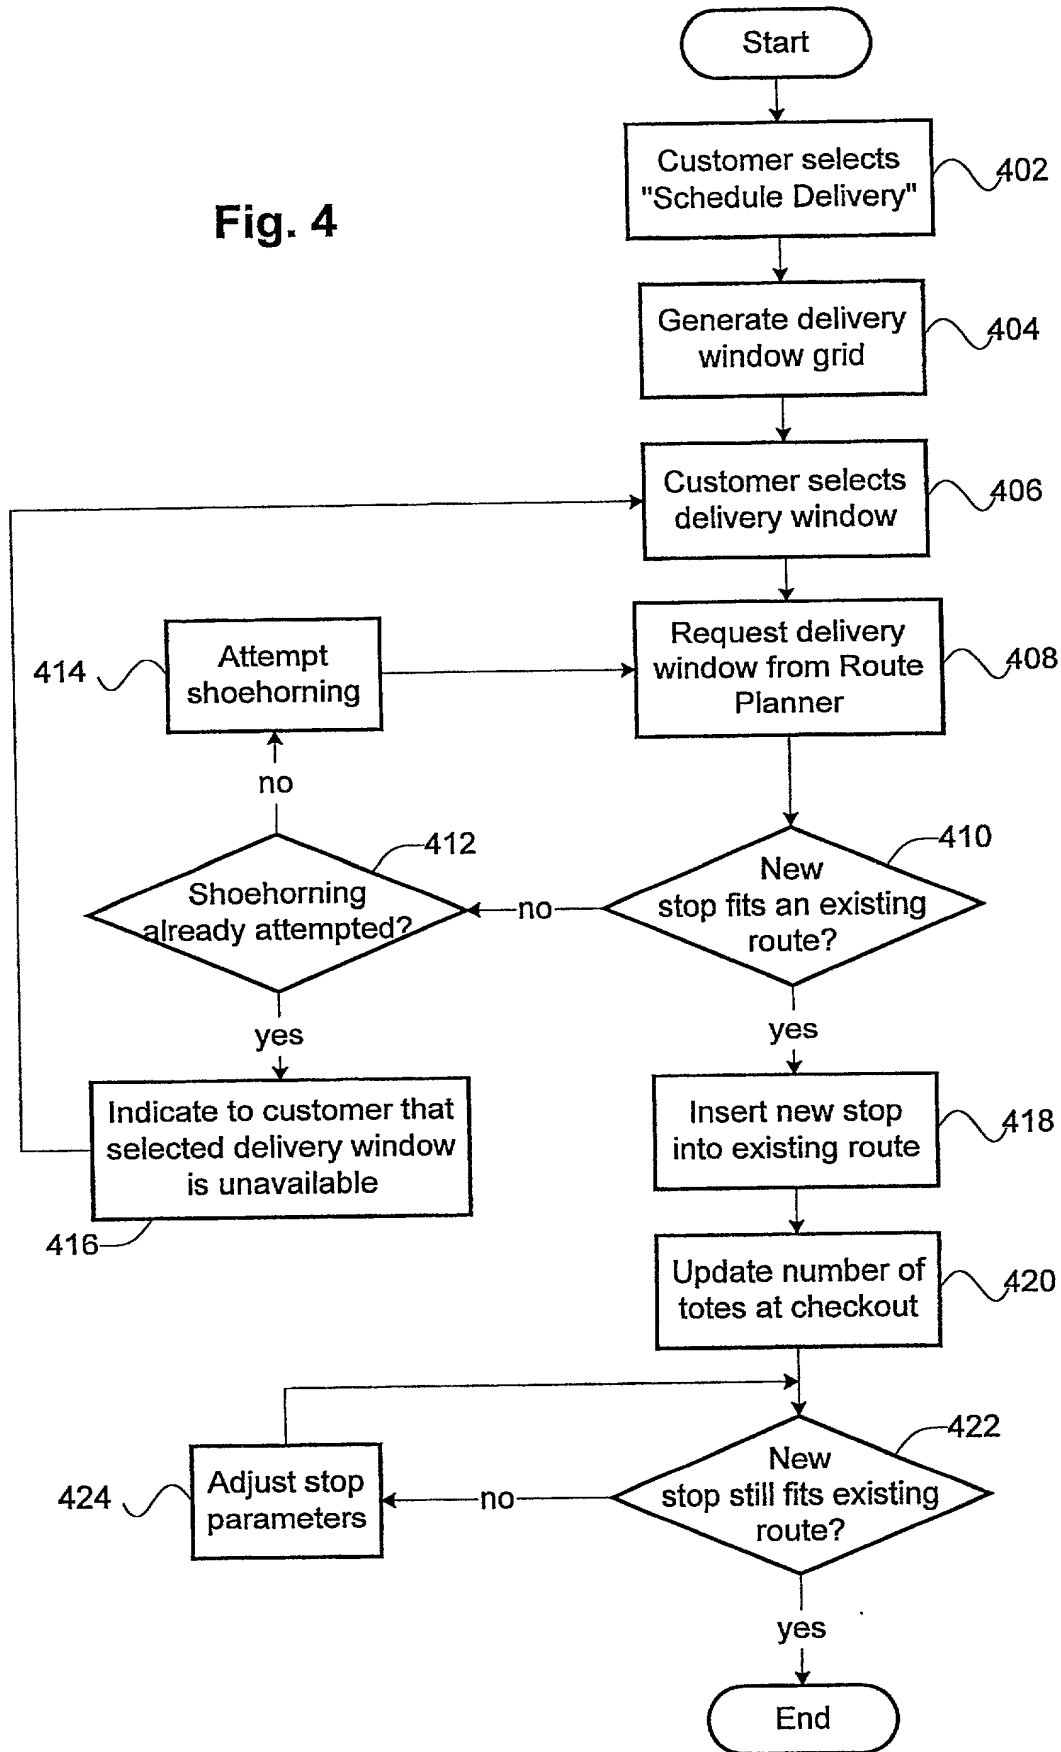 Start
Customer selects
"Schedule Delivery"
402
Fig. 4
Generate delivery
window grid
404
Customer selects
delivery window
406
Request delivery
window from Route
Planner
408
Attempt
shoehorning
414
no
412
Shoehorning
already attempted?
no
410
New
stop fits an existing
route?
yes
yes
Indicate to customer that
selected delivery window
is unavailable
416
Insert new stop
into existing route
418
Update number of
totes at checkout
420
422
New
stop still fits existing
route?
no
Adjust stop
parameters
424
yes
End